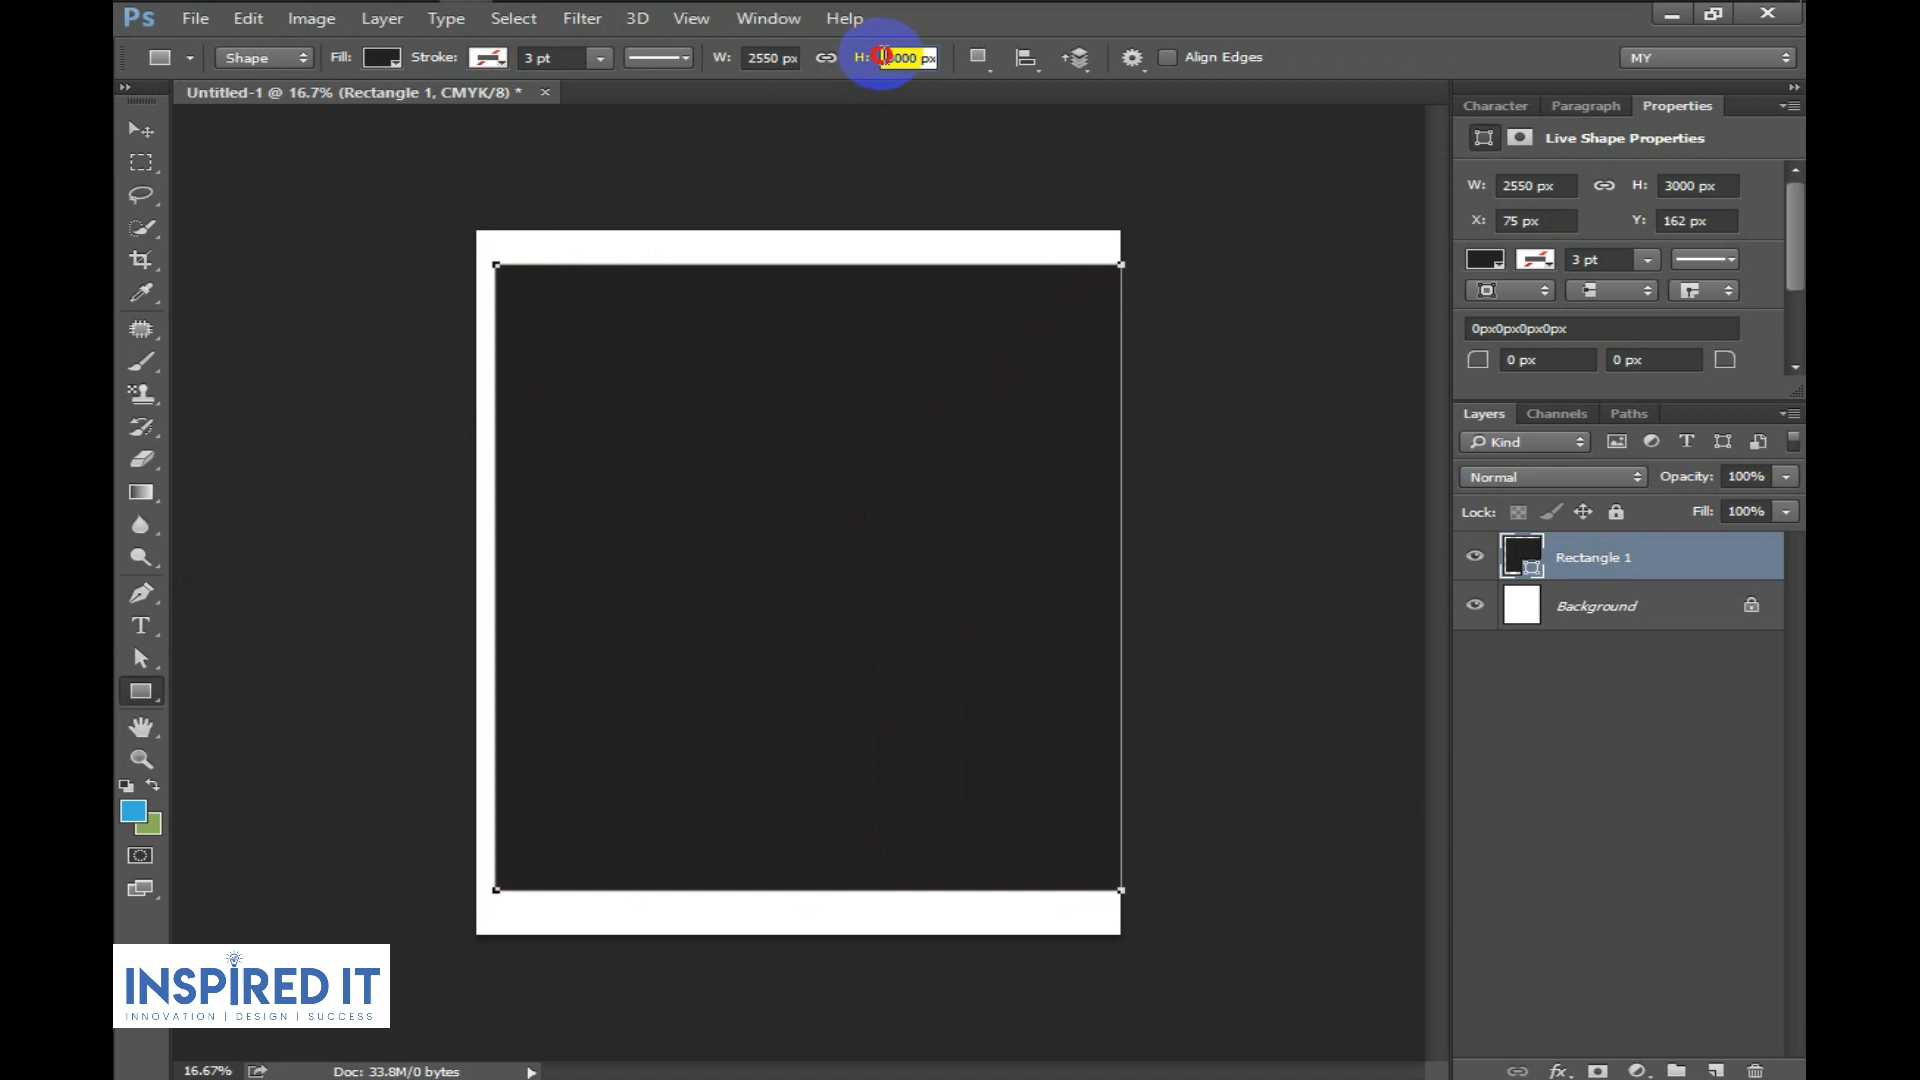 Ps File Edit Image Layer Type Select Filter 3D View Window Help
Shape Fill: Stroke: 3 pt W: 2550 px H: 000 px Align Edges MY
Untitled-1 @ 16.7% (Rectangle 1, CMYK/8) * ×
Character Paragraph Properties
Live Shape Properties
W: 2550 px H: 3000 px
X: 75 px Y: 162 px
3 pt
0px0px0px0px
0 px 0 px
Layers Channels Paths
Kind
Normal Opacity: 100%
Lock: Fill: 100%
Rectangle 1
Background
T
INSPIRED IT
INNOVATION | DESIGN | SUCCESS
16.67% Doc: 33.8M/0 bytes
fx